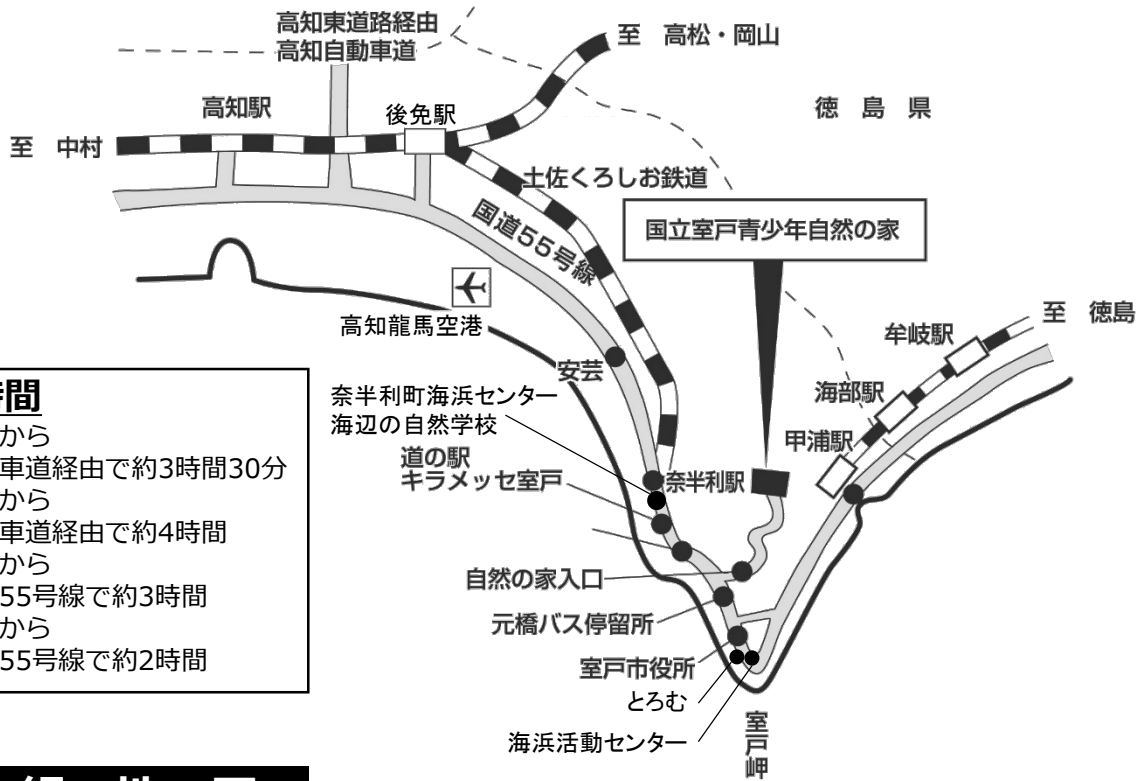 高知東道路経由
高知自動車道
至 高松・岡山
高知駅
後免駅
徳島県
至 中村
土佐くろしお鉄道
国道55号線
国立室戸青少年自然の家
高知龍馬空港
至 徳島
牟岐駅
安芸
海部駅
奈半利町海浜センター
海辺の自然学校
甲浦駅
道の駅
キラメッセ室戸
奈半利駅
間
から
車道経由で約3時間30分
から
車道経由で約4時間
から
55号線で約3時間
から
55号線で約2時間
自然の家入口
元橋バス停留所
室戸市役所
とろむ
海浜活動センター
室戸岬